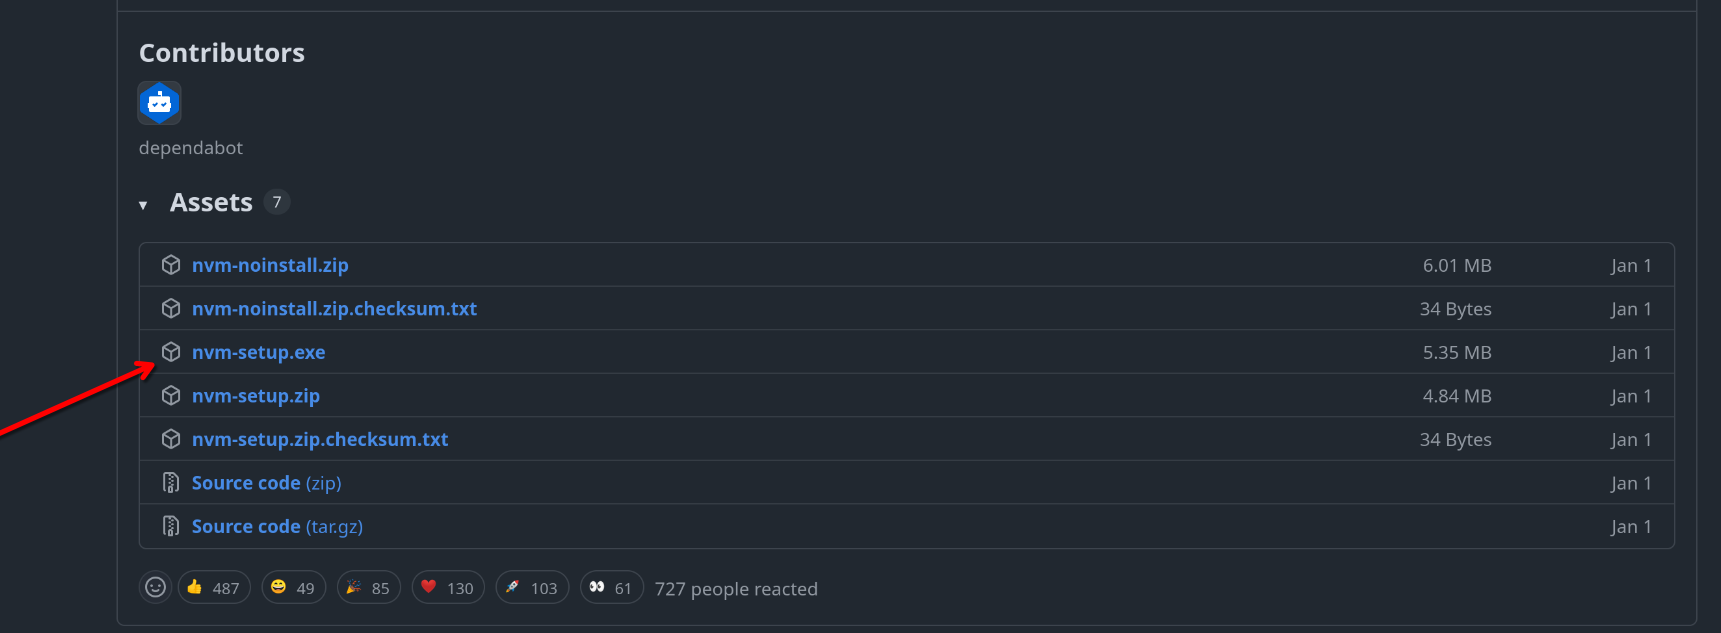 Contributors
dependabot
Assets 7
nvm-noinstall.zip 6.01 MB Jan 1
nvm-noinstall.zip.checksum.txt 34 Bytes Jan 1
nvm-setup.exe 5.35 MB Jan 1
nvm-setup.zip 4.84 MB Jan 1
nvm-setup.zip.checksum.txt 34 Bytes Jan 1
Source code (zip) Jan 1
Source code (tar.gz) Jan 1
👍 487 😄 49 🎉 85 ❤️ 130 🚀 103 👀 61 727 people reacted